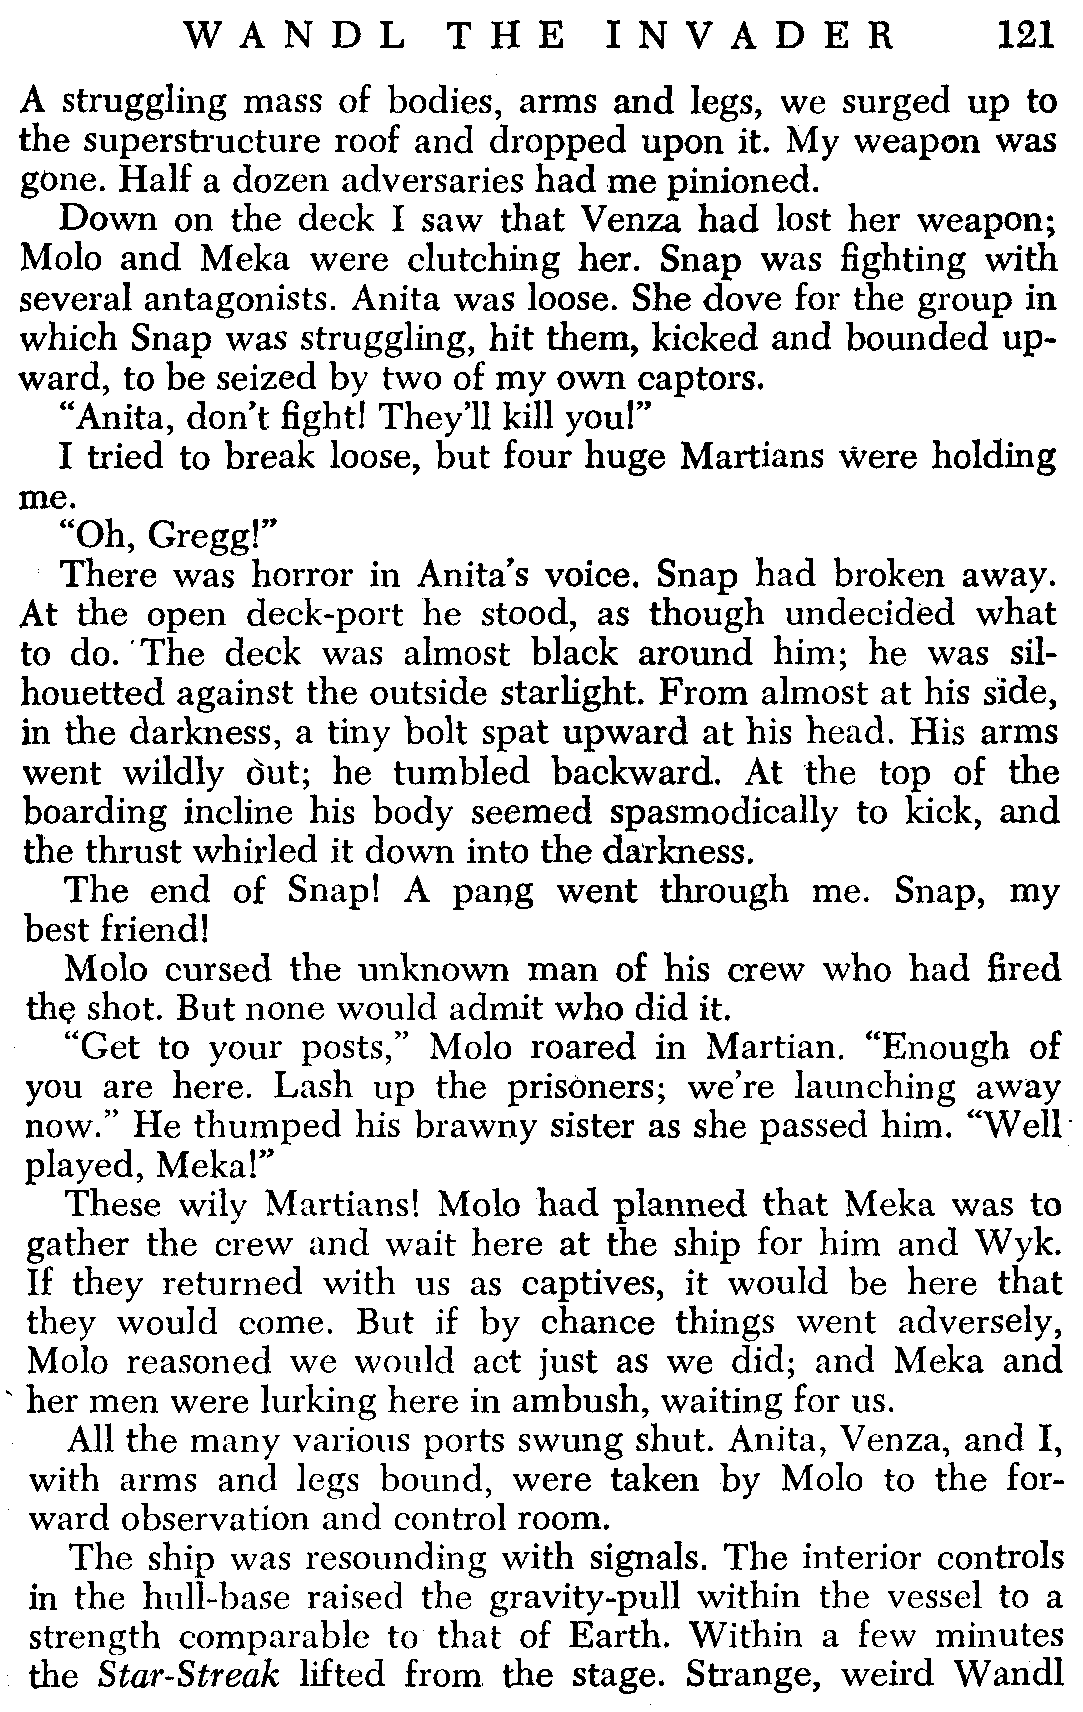 WANDL THE INVADER 121
A struggling mass of bodies, arms and legs, we surged up to
the superstructure roof and dropped upon it. My weapon was
gone. Half a dozen adversaries had me pinioned.
Down on the deck I saw that Venza had lost her weapon;
Molo and Meka were clutching her. Snap was fighting with
several antagonists. Anita was loose. She dove for the group in
which Snap was struggling, hit them, kicked and bounded up-
ward, to be seized by two of my own captors.
“Anita, don't fight! They'll kill you!”
I tried to break loose, but four huge Martians were holding
me.
“Oh, Gregg!”
There was horror in Anita's voice. Snap had broken away.
At the open deck-port he stood, as though undecided what
to do. The deck was almost black around him; he was sil-
houetted against the outside starlight. From almost at his side,
in the darkness, a tiny bolt spat upward at his head. His arms
went wildly out; he tumbled backward. At the top of the
boarding incline his body seemed spasmodically to kick, and
the thrust whirled it down into the darkness.
The end of Snap! A pang went through me. Snap, my
best friend!
Molo cursed the unknown man of his crew who had fired
the shot. But none would admit who did it.
“Get to your posts,” Molo roared in Martian. “Enough of
you are here. Lash up the prisoners; we're launching away
now.” He thumped his brawny sister as she passed him. “Well
played, Meka!”
These wily Martians! Molo had planned that Meka was to
gather the crew and wait here at the ship for him and Wyk.
If they returned with us as captives, it would be here that
they would come. But if by chance things went adversely,
Molo reasoned we would act just as we did; and Meka and
her men were lurking here in ambush, waiting for us.
All the many various ports swung shut. Anita, Venza, and I,
with arms and legs bound, were taken by Molo to the for-
ward observation and control room.
The ship was resounding with signals. The interior controls
in the hull-base raised the gravity-pull within the vessel to a
strength comparable to that of Earth. Within a few minutes
the Star-Streak lifted from the stage. Strange, weird Wandl